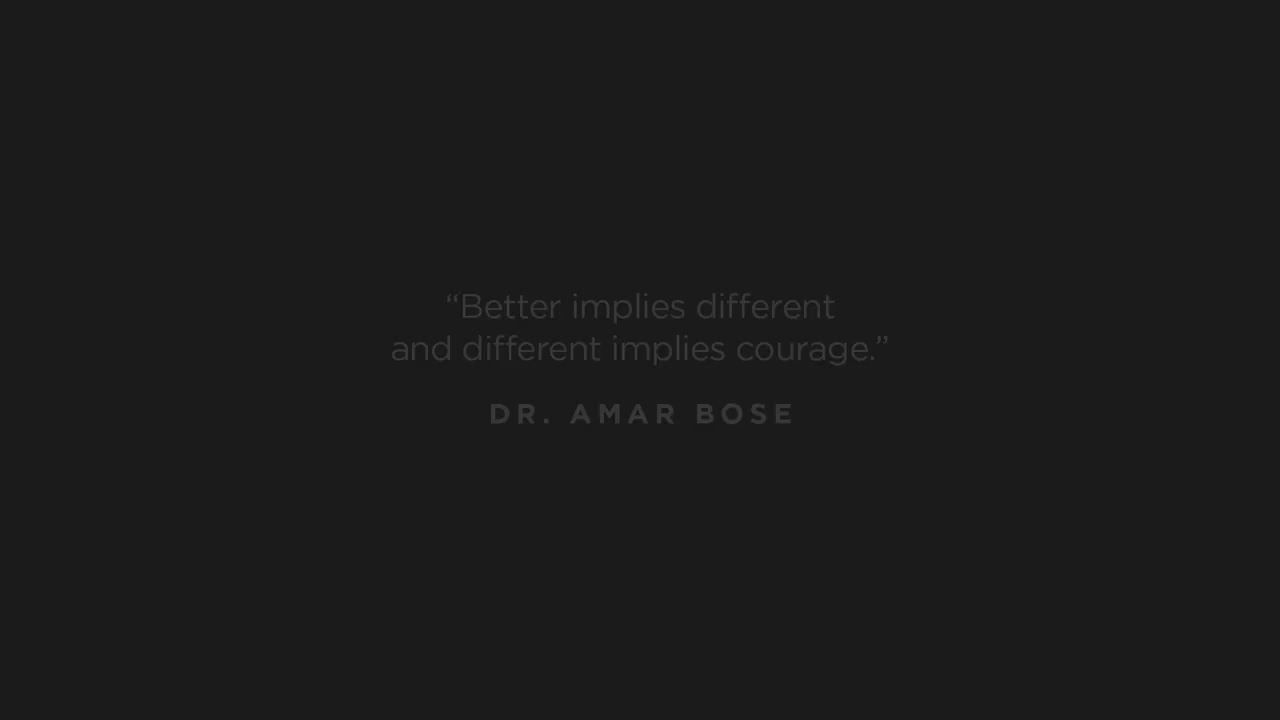 “Better implies different
and different implies courage.”
DR. AMAR BOSE